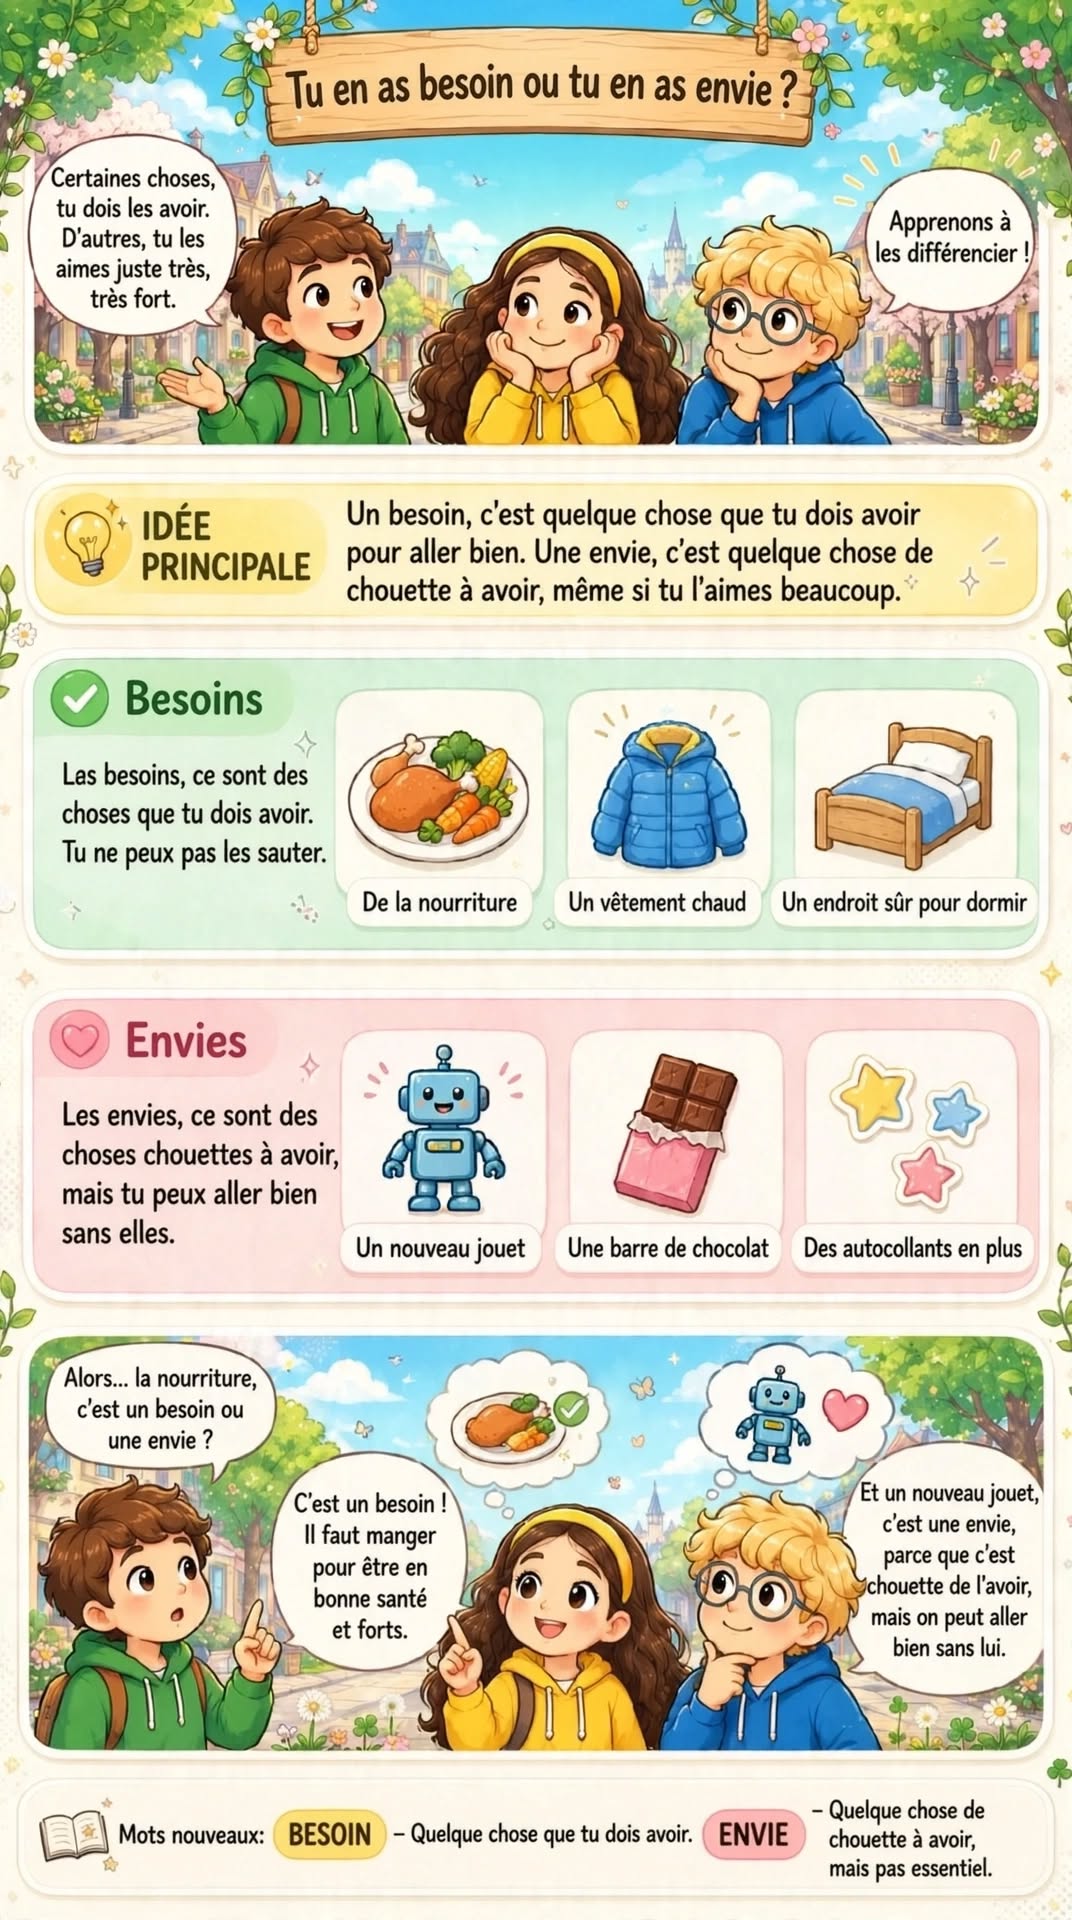 Tu en as besoin ou tu en as envie ?
Certaines choses,
tu dois les avoir.
D'autres, tu les
aimes juste très,
très fort.
Apprenons à
les différencier !
IDÉE
PRINCIPALE
Un besoin, c'est quelque chose que tu dois avoir
pour aller bien. Une envie, c'est quelque chose de
chouette à avoir, même si tu l'aimes beaucoup.
Besoins
Las besoins, ce sont des
choses que tu dois avoir.
Tu ne peux pas les sauter.
De la nourriture
Un vêtement chaud
Un endroit sûr pour dormir
Envies
Les envies, ce sont des
choses chouettes à avoir,
mais tu peux aller bien
sans elles.
Un nouveau jouet
Une barre de chocolat
Des autocollants en plus
Alors... la nourriture,
c'est un besoin ou
une envie ?
C'est un besoin !
Il faut manger
pour être en
bonne santé
et forts.
Et un nouveau jouet,
c'est une envie,
parce que c'est
chouette de l'avoir,
mais on peut aller
bien sans lui.
Mots nouveaux: BESOIN – Quelque chose que tu dois avoir.
ENVIE – Quelque chose de
chouette à avoir,
mais pas essentiel.